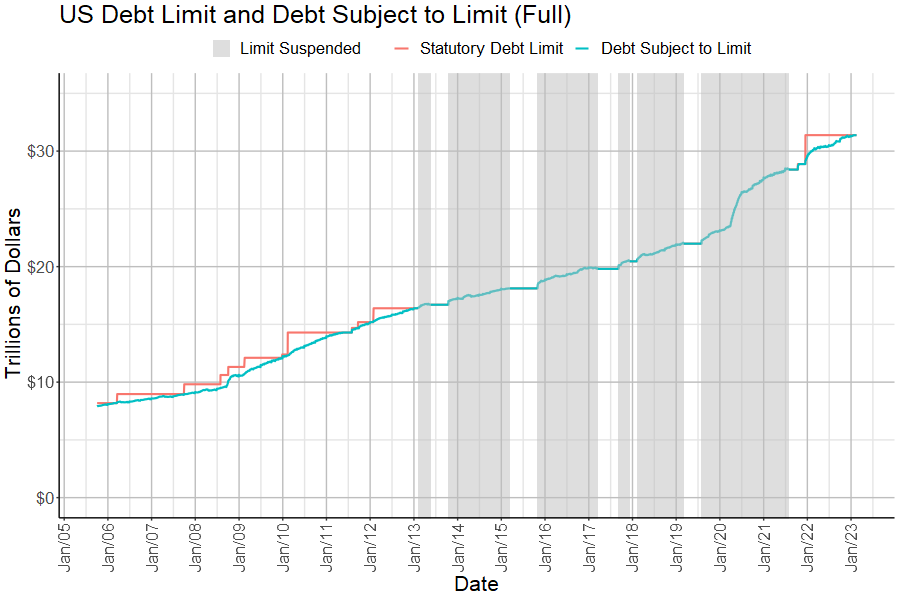 US Debt Limit and Debt Subject to Limit (Full)
Limit Suspended Statutory Debt Limit Debt Subject to Limit
Trillions of Dollars
$30
$20
$10
$0
Jan/05 Jan/06 Jan/07 Jan/08 Jan/09 Jan/10 Jan/11 Jan/12 Jan/13 Jan/14 Jan/15 Jan/16 Jan/17 Jan/18 Jan/19 Jan/20 Jan/21 Jan/22 Jan/23
Date